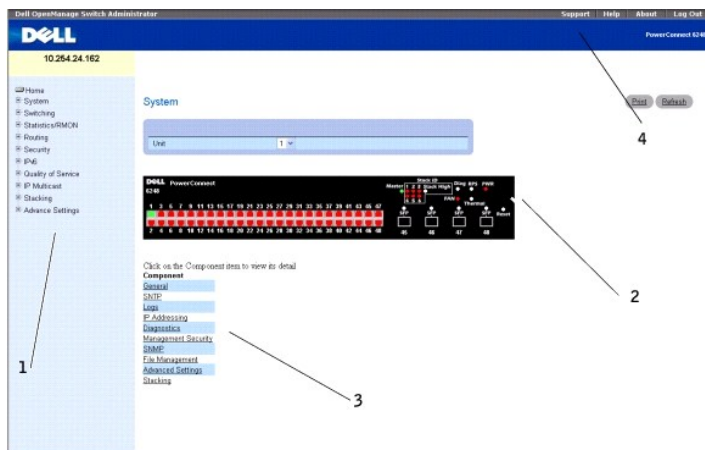 Dell OpenManage Switch Administrator
Support Help About Log Out
DELL
PowerConnect 6248
10.254.24.162
Home
System
Switching
Statistics/RMON
Routing
Security
IPv6
Quality of Service
IP Multicast
Stacking
Advance Settings
System
Print Refresh
4
Unit 1
DELL PowerConnect
6248
Stack ID
Master 1 2 3 Stack High Diag RPS PWR
4 5 6
FAN Thermal
1 3 5 7 9 11 13 15 17 19 21 23 25 27 29 31 33 35 37 39 41 43 45 47
SFP SFP SFP SFP Reset
2 4 6 8 10 12 14 16 18 20 22 24 26 28 30 32 34 36 38 40 42 44 46 48
45 46 47 48
2
Click on the Component item to view its detail
Component
General
SNTP
Logs
IP Addressing
Diagnostics
Management Security
SNMP
File Management
Advanced Settings
Stacking
1
3